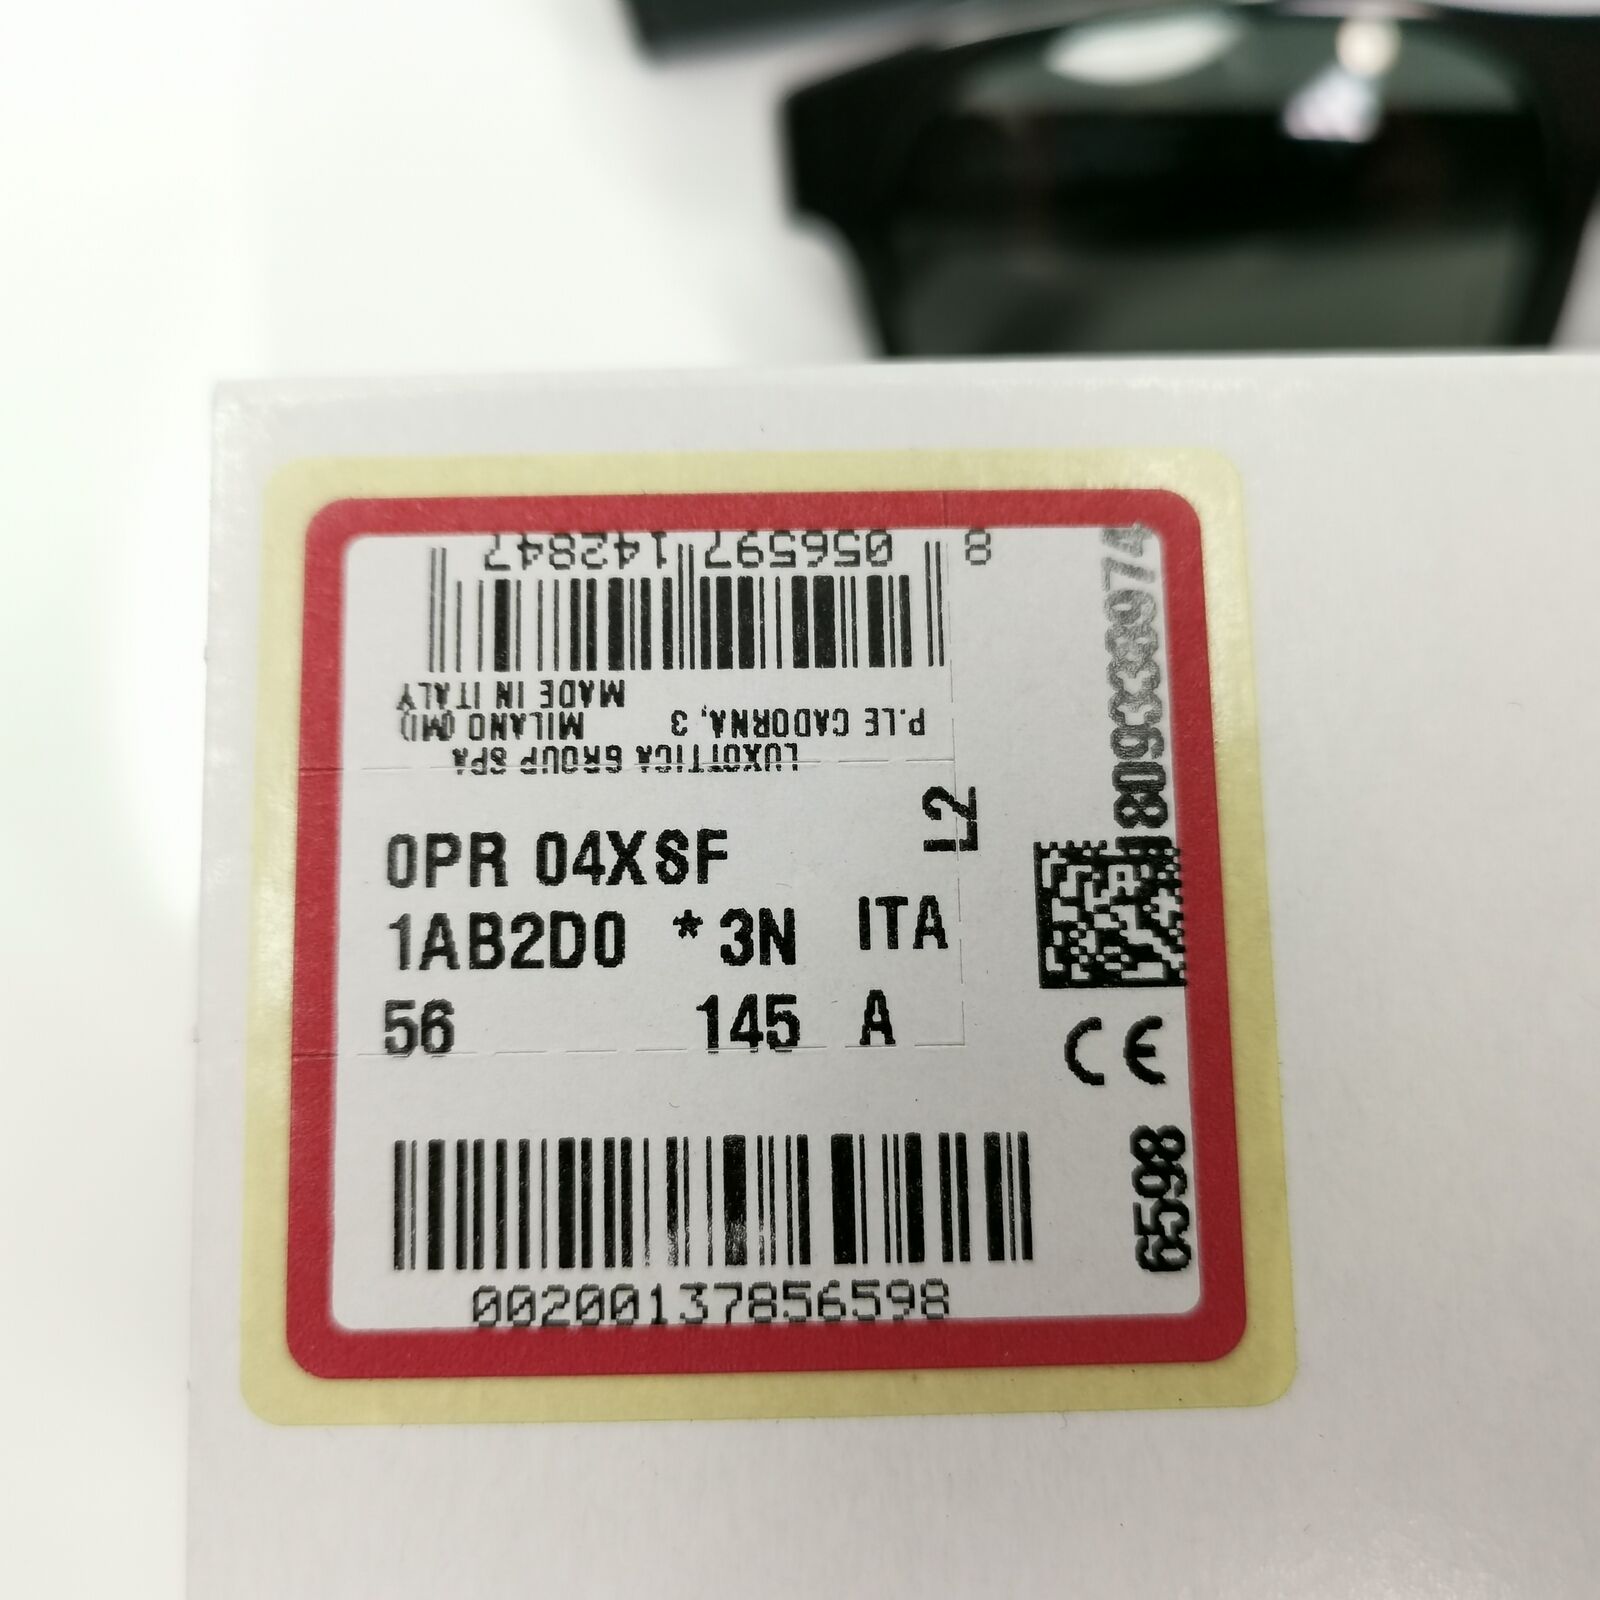 8 056597 142847
MADE IN ITALY
P.LE CADORNA, 3 MILANO (MI)
LUXOTTICA GROUP SPA
0PR 04XSF L2
1AB2D0 *3N ITA
56 145 A
CE
6598
00200137856598